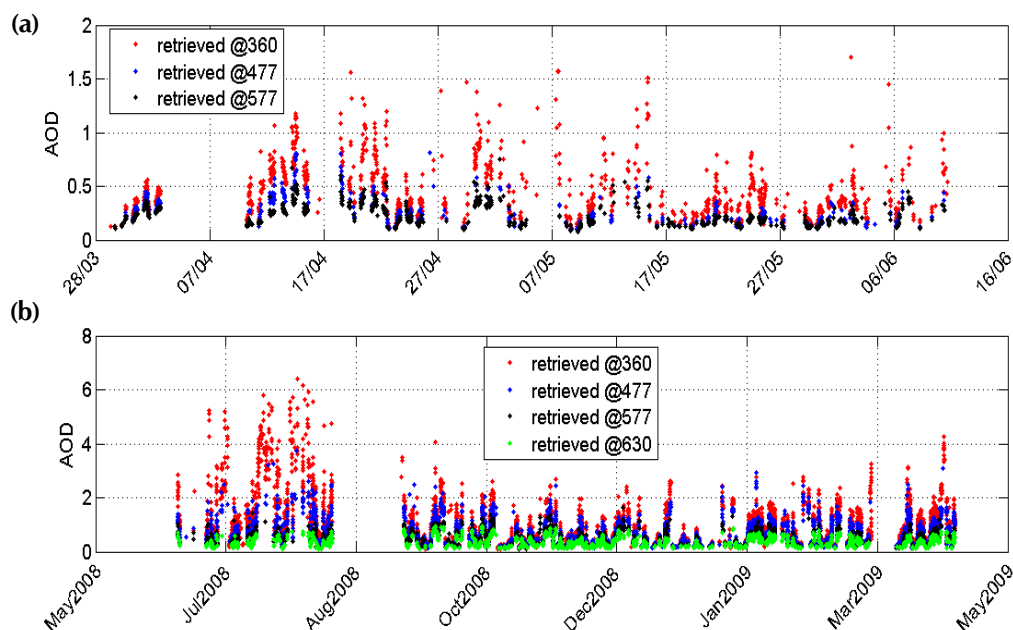 (a)
2
1.5
1
0.5
0
AOD
retrieved @360
retrieved @477
retrieved @577
28/03
07/04
17/04
27/04
07/05
17/05
27/05
06/06
16/06
(b)
8
6
4
2
0
AOD
retrieved @360
retrieved @477
retrieved @577
retrieved @630
May2008
Jul2008
Aug2008
Oct2008
Dec2008
Jan2009
Mar2009
May2009